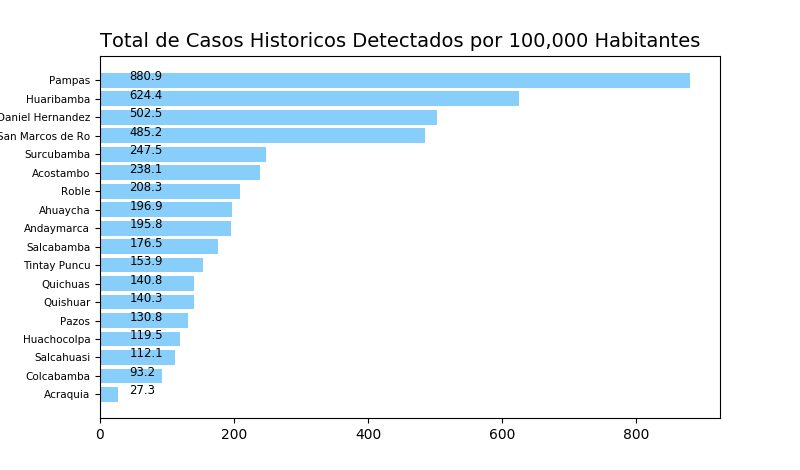 Total de Casos Historicos Detectados por 100,000 Habitantes
Pampas 880.9
Huaribamba 624.4
Daniel Hernandez 502.5
San Marcos de Ro 485.2
Surcubamba 247.5
Acostambo 238.1
Roble 208.3
Ahuaycha 196.9
Andaymarca 195.8
Salcabamba 176.5
Tintay Puncu 153.9
Quichuas 140.8
Quishuar 140.3
Pazos 130.8
Huachocolpa 119.5
Salcahuasi 112.1
Colcabamba 93.2
Acraquia 27.3
0 200 400 600 800